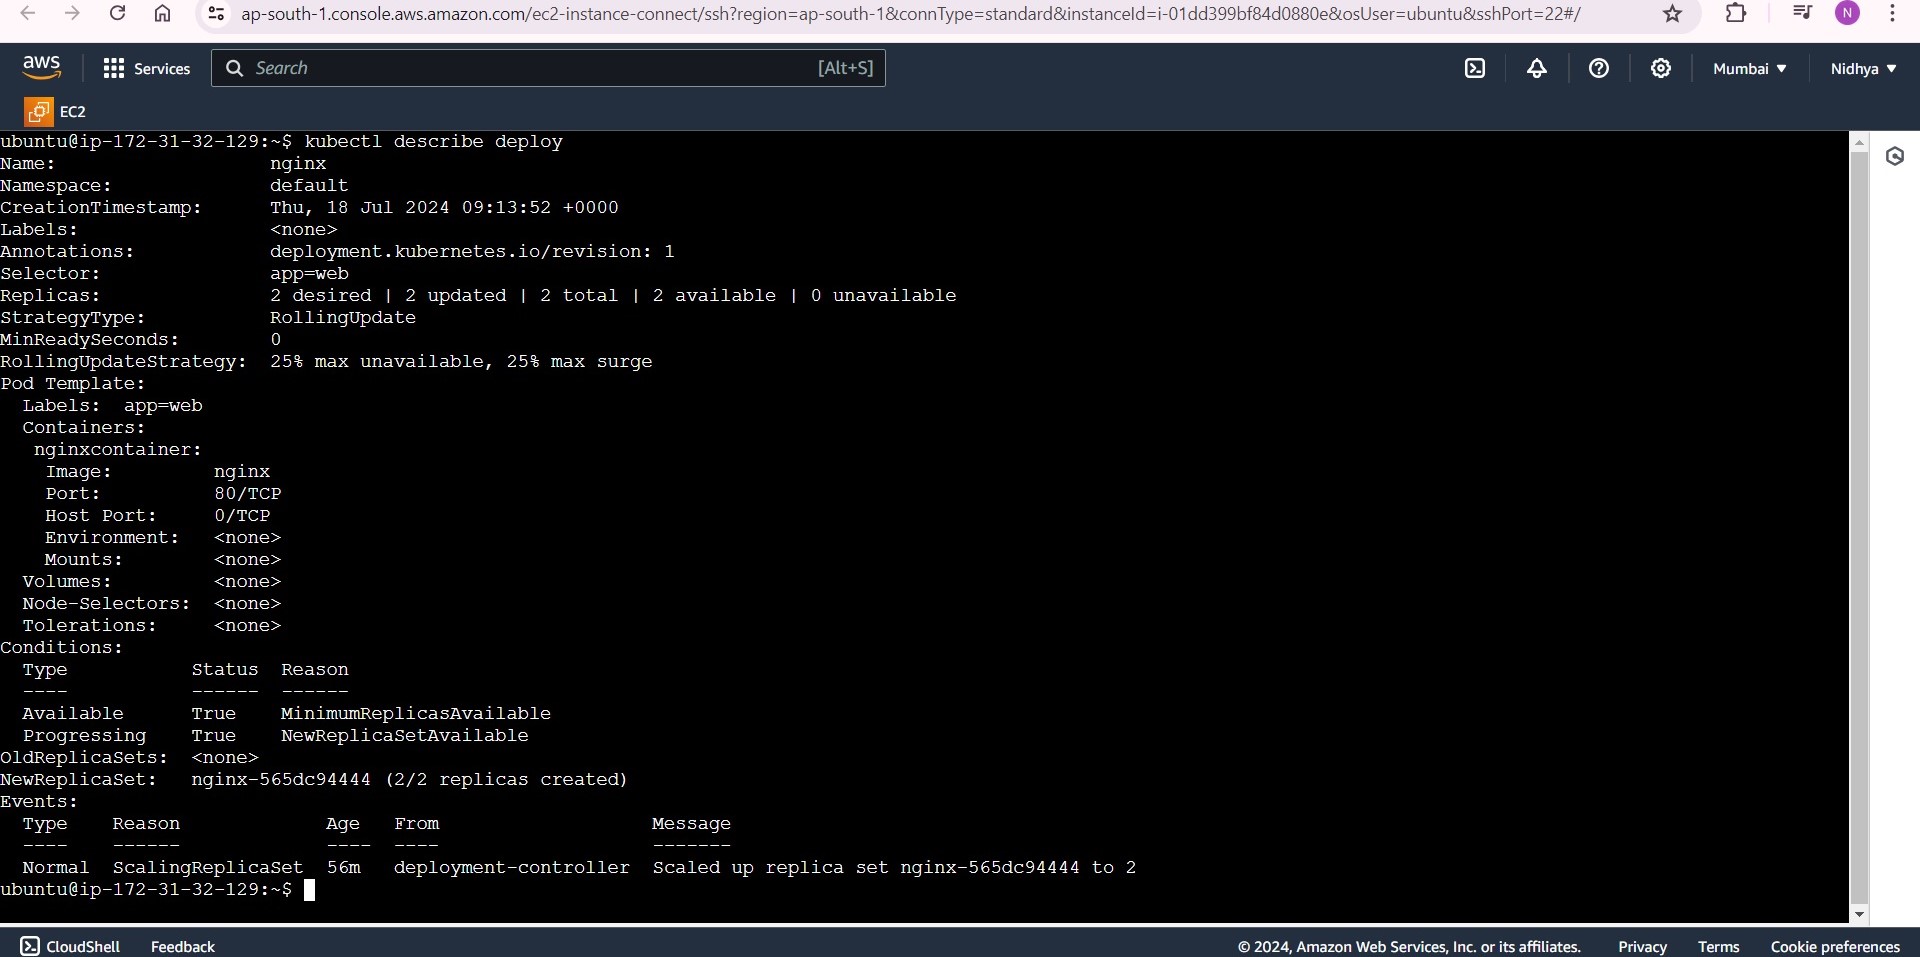 ap-south-1.console.aws.amazon.com/ec2-instance-connect/ssh?region=ap-south-1&connType=standard&instanceId=i-01dd399bf84d0880e&osUser=ubuntu&sshPort=22#/
N
aws Services Search [Alt+S] Mumbai Nidhya
EC2
ubuntu@ip-172-31-32-129:~$ kubectl describe deploy
Name:                   nginx
Namespace:              default
CreationTimestamp:      Thu, 18 Jul 2024 09:13:52 +0000
Labels:                 <none>
Annotations:            deployment.kubernetes.io/revision: 1
Selector:               app=web
Replicas:               2 desired | 2 updated | 2 total | 2 available | 0 unavailable
StrategyType:           RollingUpdate
MinReadySeconds:        0
RollingUpdateStrategy:  25% max unavailable, 25% max surge
Pod Template:
  Labels:  app=web
  Containers:
   nginxcontainer:
    Image:         nginx
    Port:          80/TCP
    Host Port:     0/TCP
    Environment:   <none>
    Mounts:        <none>
  Volumes:         <none>
  Node-Selectors:  <none>
  Tolerations:     <none>
Conditions:
  Type           Status  Reason
  ----           ------  ------
  Available      True    MinimumReplicasAvailable
  Progressing    True    NewReplicaSetAvailable
OldReplicaSets:  <none>
NewReplicaSet:   nginx-565dc94444 (2/2 replicas created)
Events:
  Type    Reason             Age   From                   Message
  ----    ------             ----  ----                   -------
  Normal  ScalingReplicaSet  56m   deployment-controller  Scaled up replica set nginx-565dc94444 to 2
ubuntu@ip-172-31-32-129:~$
CloudShell Feedback © 2024, Amazon Web Services, Inc. or its affiliates. Privacy Terms Cookie preferences